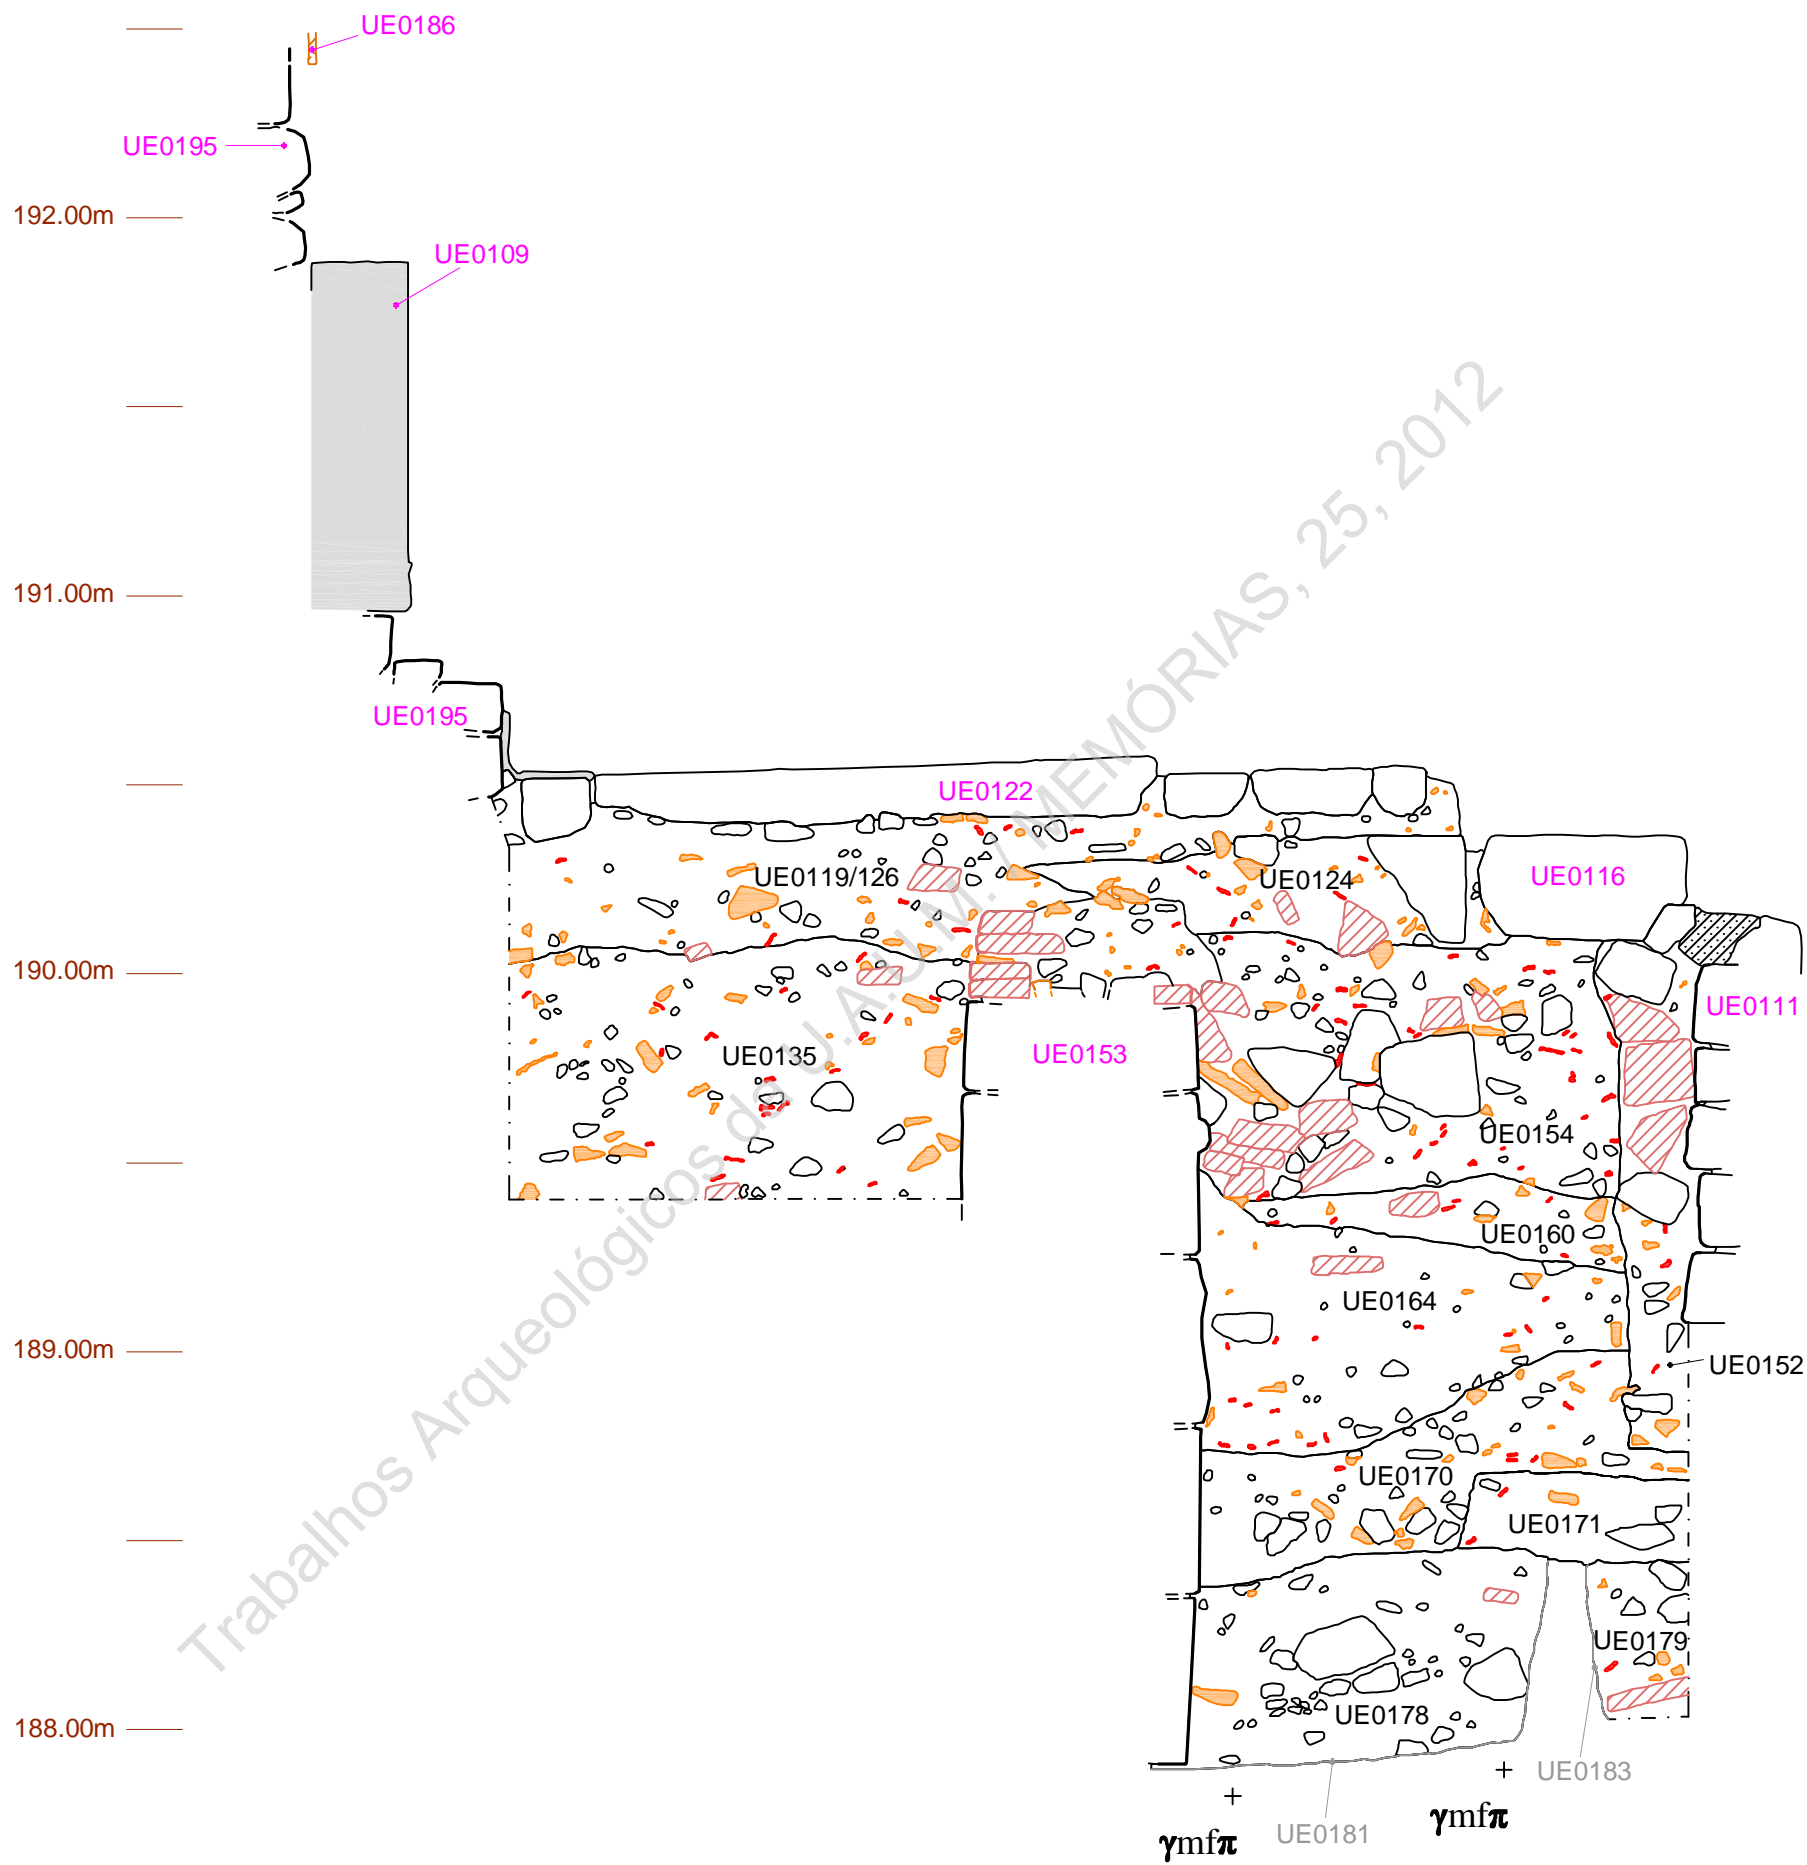 UE0186
UE0195
192.00m
UE0109
191.00m
UE0195
UE0122
UE0119/126
UE0124
UE0116
190.00m
UE0111
UE0135
UE0153
UE0154
UE0160
UE0164
189.00m
UE0152
UE0170
UE0171
UE0179
188.00m
UE0178
UE0183
UE0181
γmfπ
γmfπ
Trabalhos Arqueológicos da U.A.U.M. / MEMÓRIAS, 25, 2012